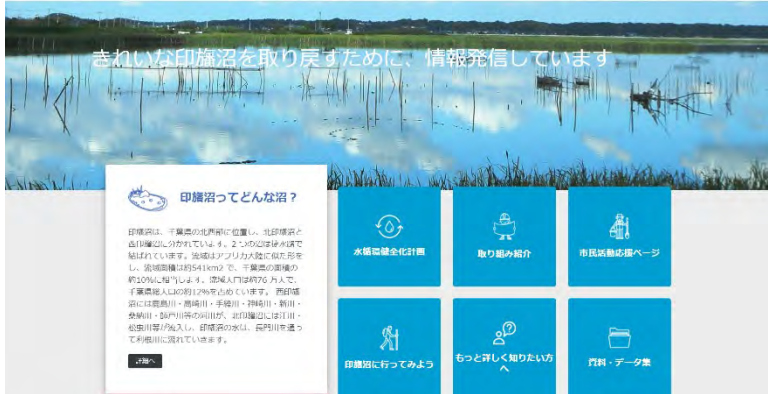 きれいな印旛沼を取り戻すために、情報発信しています
印旛沼ってどんな沼？
印旛沼は、千葉県の北西部に位置し、北印旛沼と
西印旛沼に分かれています。2つの沼は捷水路で
結ばれています。流域はアフリカ大陸に似た形を
し、流域面積は約541km2 で、千葉県の面積の
約10%に相当します。流域人口は約76 万人で、
千葉県総人口の約12%を占めています。 西印旛
沼には鹿島川・高崎川・手繰川・神崎川・新川・
桑納川・師戸川等の河川が、北印旛沼には江川・
松虫川等が流入し、印旛沼の水は、長門川を通っ
て利根川に流れていきます。
詳細へ
水循環健全化計画
取り組み紹介
市民活動応援ページ
印旛沼に行ってみよう
もっと詳しく知りたい方
へ
資料・データ集